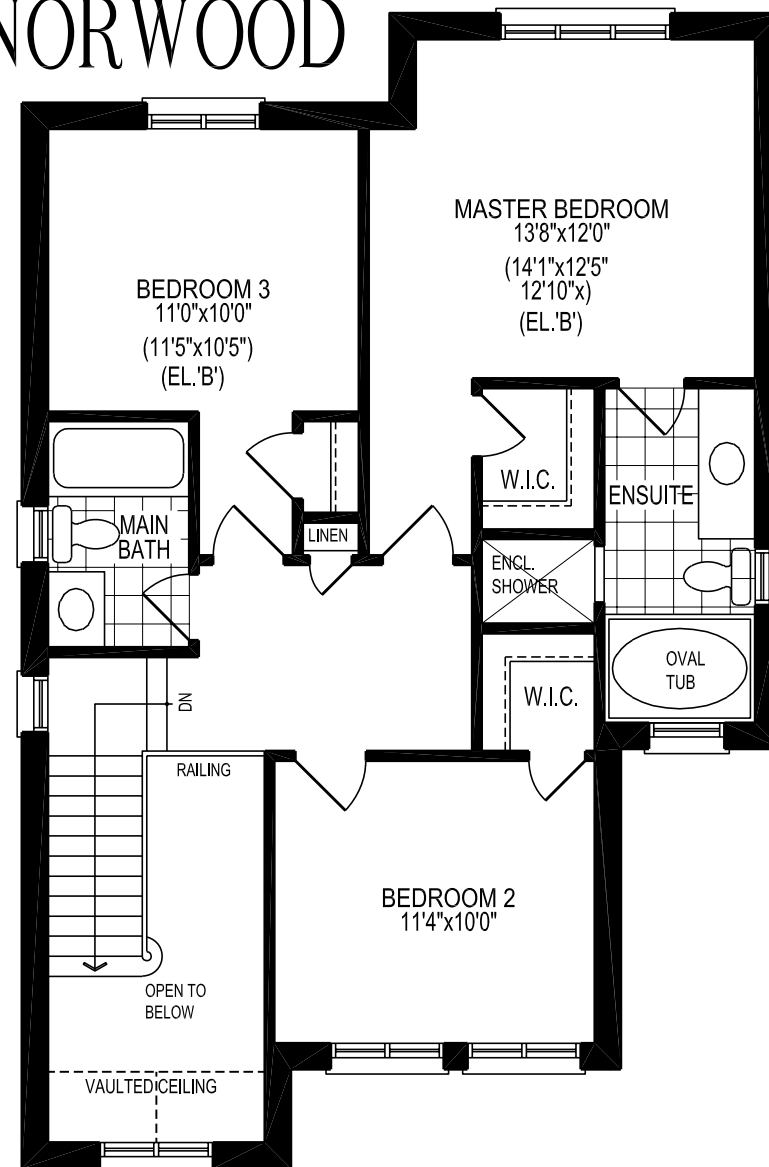 NORWOOD
MASTER BEDROOM
13'8"x12'0"
(14'1"x12'5"
12'10"x)
(EL.'B')
BEDROOM 3
11'0"x10'0"
(11'5"x10'5")
(EL.'B')
W.I.C.
ENSUITE
MAIN
BATH
LINEN
ENCL.
SHOWER
OVAL
TUB
W.I.C.
DN
RAILING
BEDROOM 2
11'4"x10'0"
OPEN TO
BELOW
VAULTED CEILING